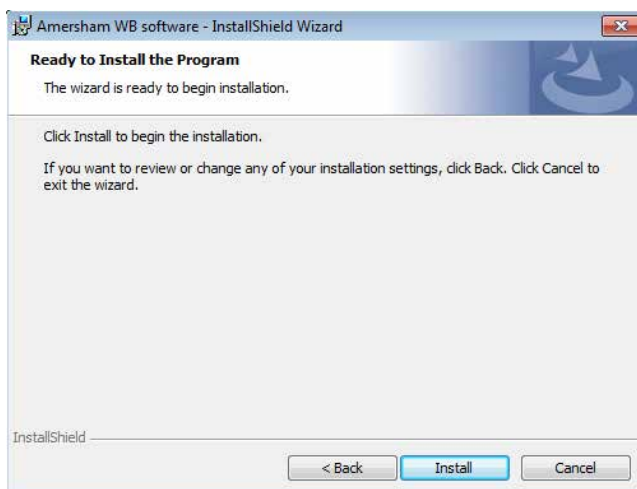 Amersham WB software - InstallShield Wizard
Ready to Install the Program
The wizard is ready to begin installation.
Click Install to begin the installation.
If you want to review or change any of your installation settings, click Back. Click Cancel to
exit the wizard.
InstallShield
< Back Install Cancel